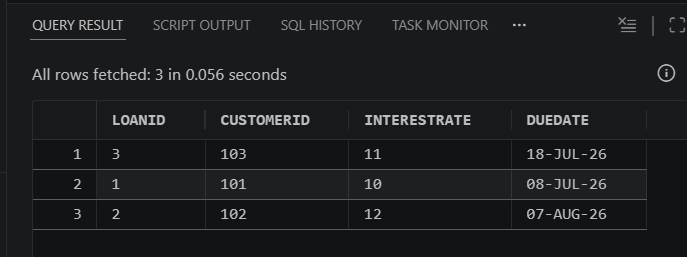 QUERY RESULT SCRIPT OUTPUT SQL HISTORY TASK MONITOR ...
All rows fetched: 3 in 0.056 seconds
LOANID CUSTOMERID INTERESTRATE DUEDATE
1 3 103 11 18-JUL-26
2 1 101 10 08-JUL-26
3 2 102 12 07-AUG-26